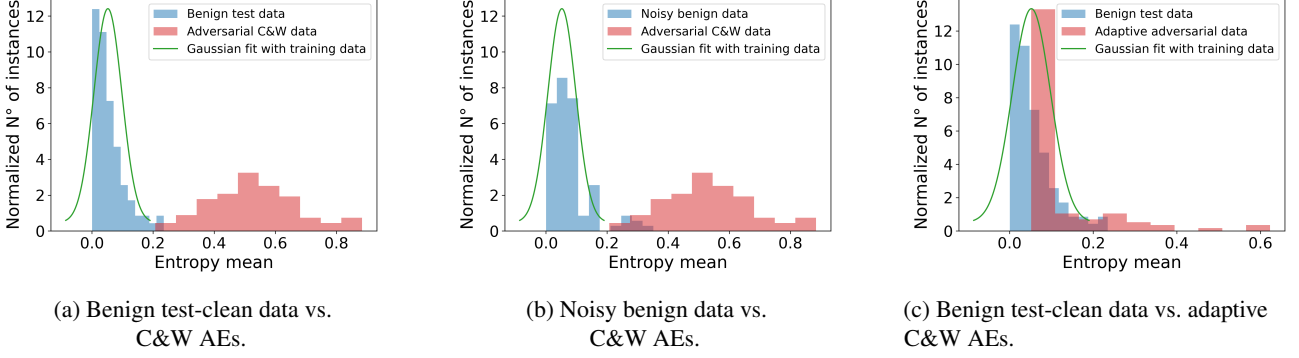 Normalized N° of instances
12
10
8
6
4
2
0
0.0 0.2 0.4 0.6 0.8
Entropy mean
Benign test data
Adversarial C&W data
Gaussian fit with training data
(a) Benign test-clean data vs.
C&W AEs.
Normalized N° of instances
12
10
8
6
4
2
0
0.0 0.2 0.4 0.6 0.8
Entropy mean
Noisy benign data
Adversarial C&W data
Gaussian fit with training data
(b) Noisy benign data vs.
C&W AEs.
Normalized N° of instances
12
10
8
6
4
2
0
0.0 0.2 0.4 0.6
Entropy mean
Benign test data
Adaptive adversarial data
Gaussian fit with training data
(c) Benign test-clean data vs. adaptive
C&W AEs.